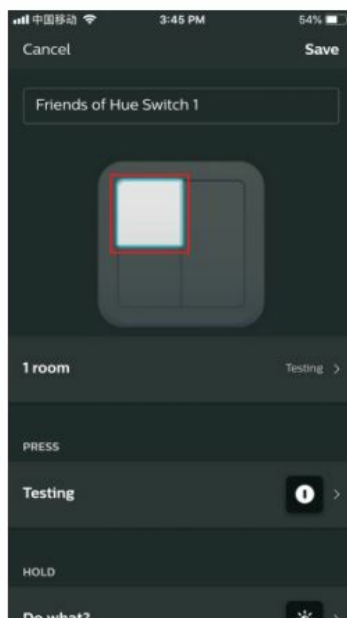 中国移动 3:45 PM 54%
Cancel Save
Friends of Hue Switch 1
1 room Testing >
PRESS
Testing >
HOLD
Do what? >